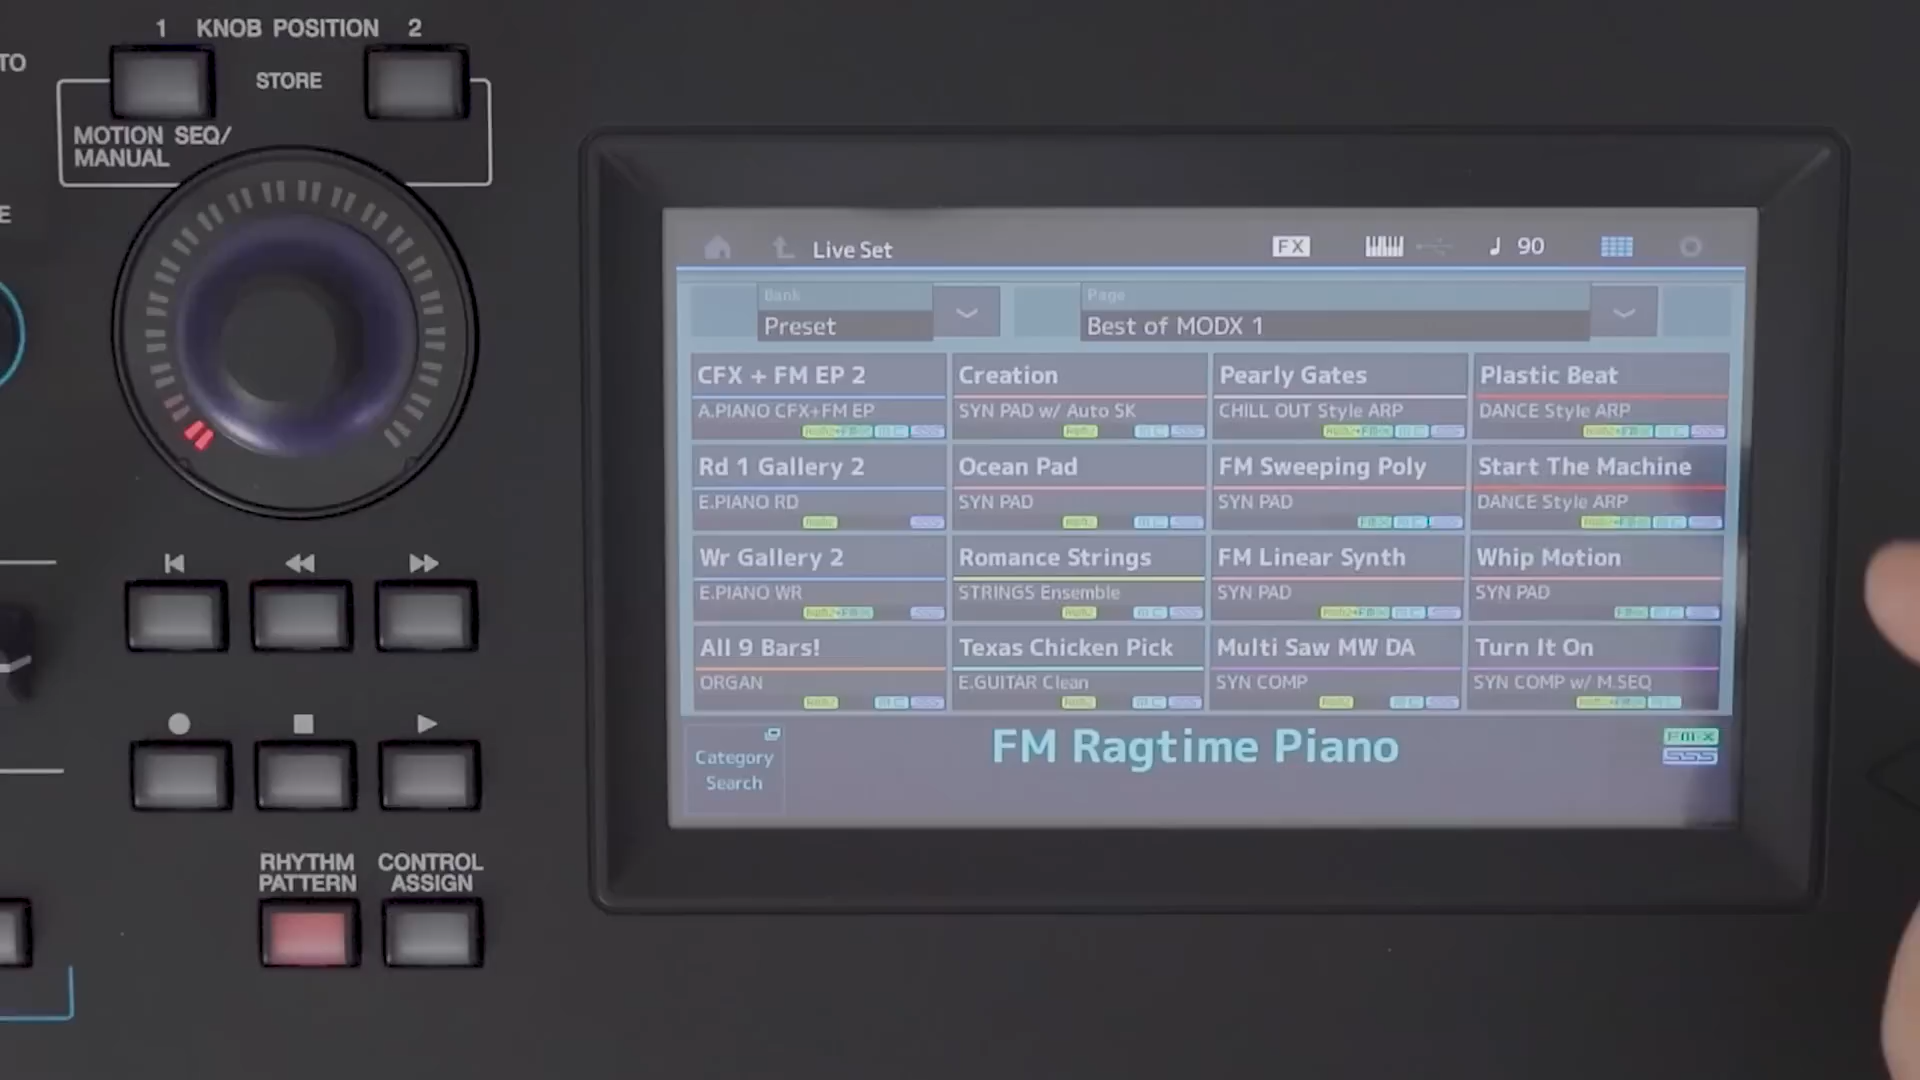 1 KNOB POSITION 2
TO
STORE
MOTION SEQ/
MANUAL
E
Live Set
FX
90
Bank
Preset
Page
Best of MODX 1
CFX + FM EP 2
A.PIANO CFX+FM EP
Creation
SYN PAD w/ Auto SK
Pearly Gates
CHILL OUT Style ARP
Plastic Beat
DANCE Style ARP
Rd 1 Gallery 2
E.PIANO RD
Ocean Pad
SYN PAD
FM Sweeping Poly
SYN PAD
Start The Machine
DANCE Style ARP
Wr Gallery 2
E.PIANO WR
Romance Strings
STRINGS Ensemble
FM Linear Synth
SYN PAD
Whip Motion
SYN PAD
All 9 Bars!
ORGAN
Texas Chicken Pick
E.GUITAR Clean
Multi Saw MW DA
SYN COMP
Turn It On
SYN COMP w/ M.SEQ
Category
Search
FM Ragtime Piano
FM-X
SSS
RHYTHM
PATTERN
CONTROL
ASSIGN